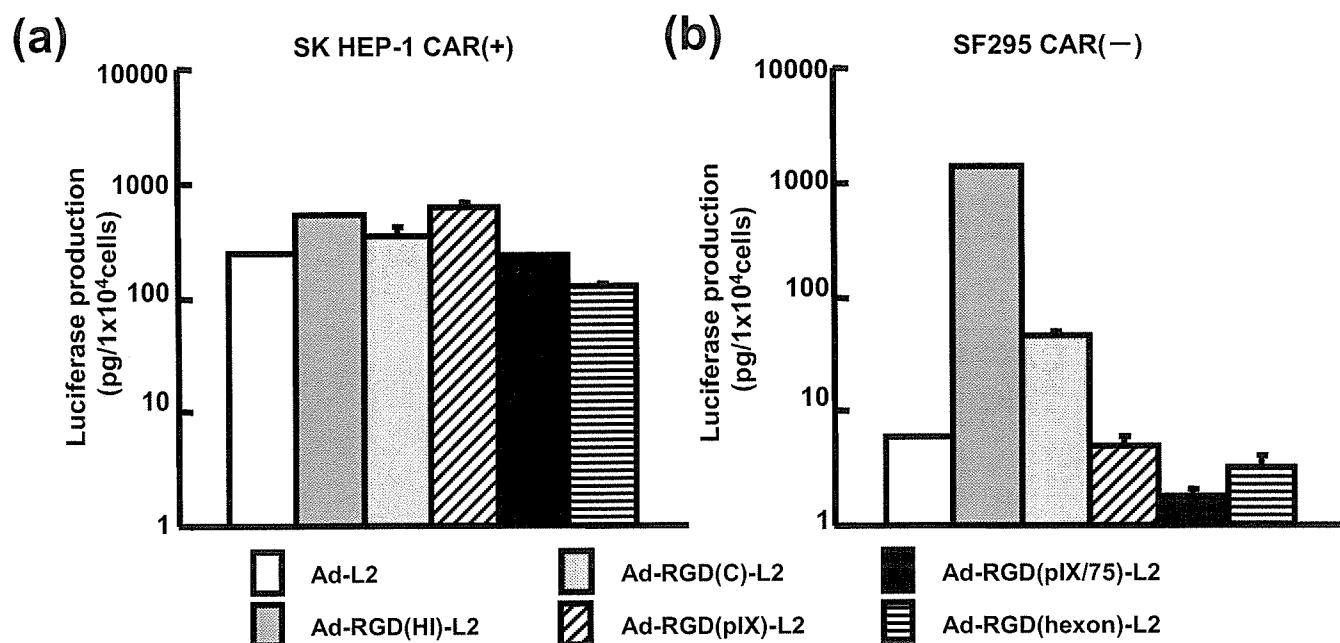 (a)
SK HEP-1 CAR(+)
Luciferase production
(pg/1x10⁴cells)
10000
1000
100
10
1
(b)
SF295 CAR(—)
Luciferase production
(pg/1x10⁴cells)
10000
1000
100
10
1
Ad-L2
Ad-RGD(C)-L2
Ad-RGD(pIX/75)-L2
Ad-RGD(HI)-L2
Ad-RGD(pIX)-L2
Ad-RGD(hexon)-L2